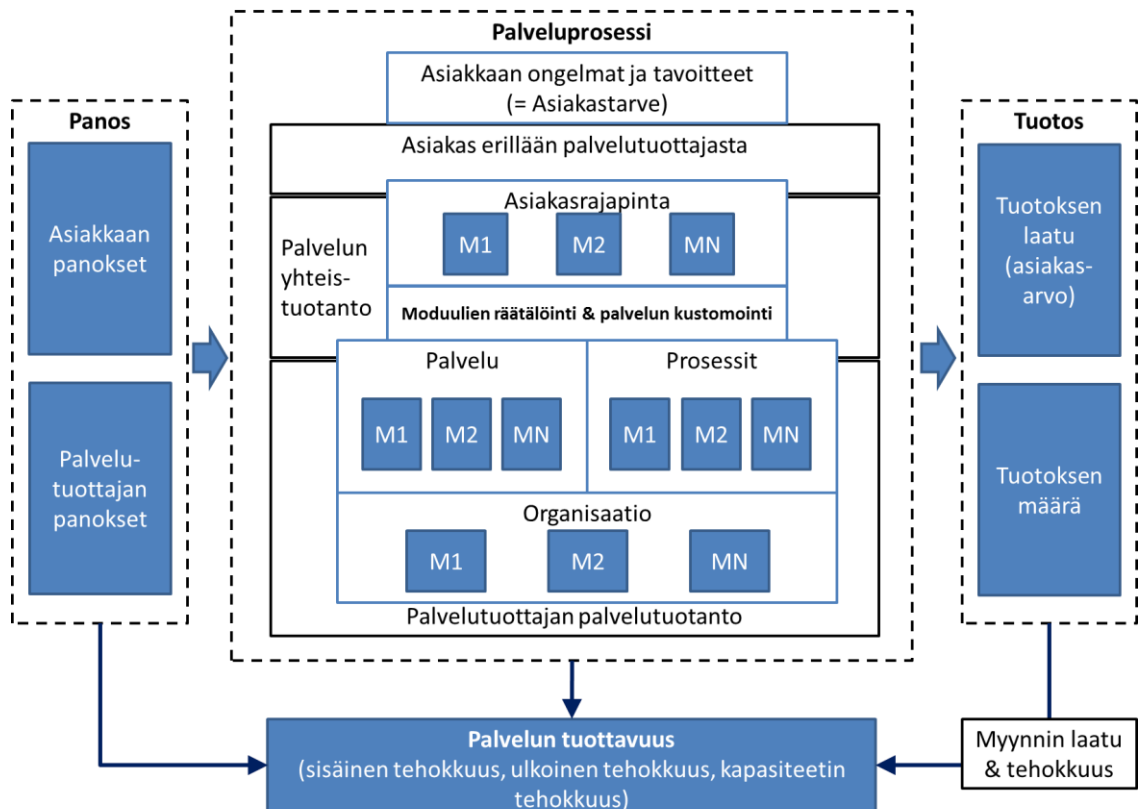 Palveluprosessi
Asiakkaan ongelmat ja tavoitteet
(= Asiakastarve)
Panos
Asiakkaan
panokset
Palvelu-
tuottajan
panokset
Asiakas erillään palvelutuottajasta
Palvelun
yhteis-
tuotanto
Asiakasrajapinta
M1 M2 MN
Moduulien räätälöinti & palvelun kustomointi
Palvelu
M1 M2 MN
Prosessit
M1 M2 MN
Organisaatio
M1 M2 MN
Palvelutuottajan palvelutuotanto
Tuotos
Tuotoksen
laatu
(asiakas-
arvo)
Tuotoksen
määrä
Palvelun tuottavuus
(sisäinen tehokkuus, ulkoinen tehokkuus, kapasiteetin
tehokkuus)
Myynnin laatu
& tehokkuus